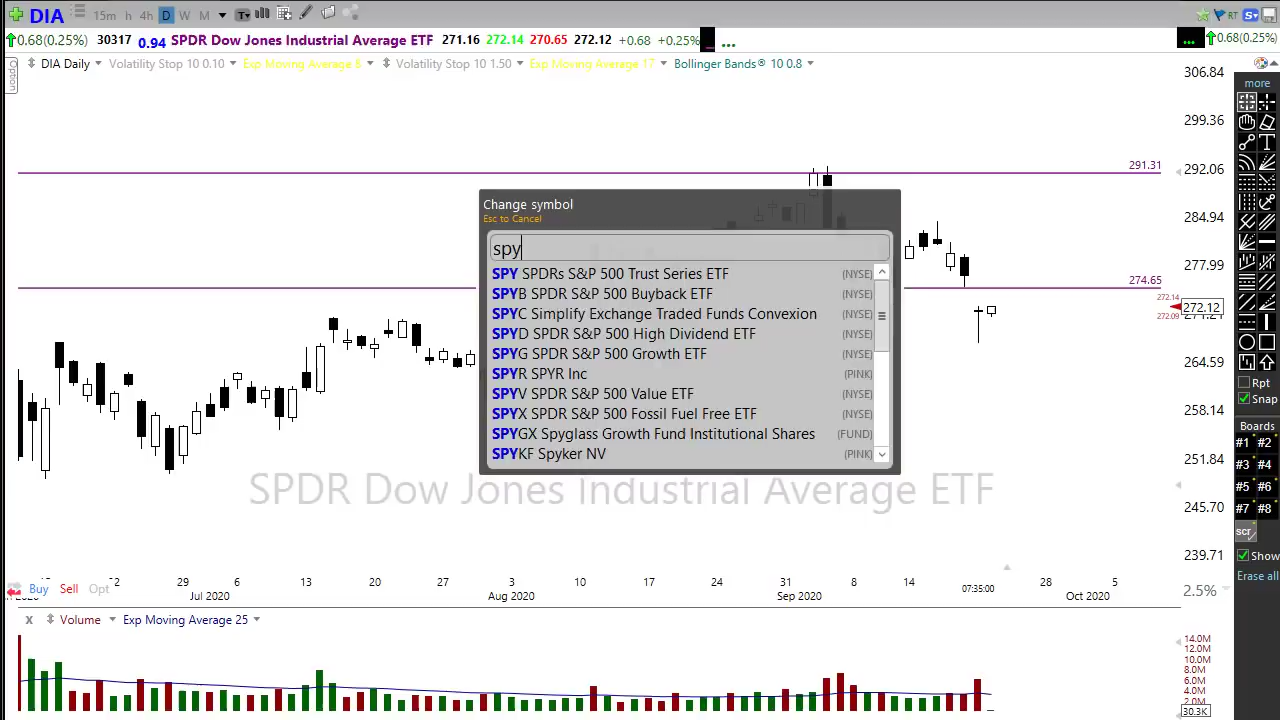 DIA 15m h 4h D W M T RT S
0.68(0.25%) 30317 0.94 SPDR Dow Jones Industrial Average ETF 271.16 272.14 270.65 272.12 +0.68 +0.25% ... ... 0.68(0.25%)
Option DIA Daily Volatility Stop 10 0.10 Exp Moving Average 8 Volatility Stop 10 1.50 Exp Moving Average 17 Bollinger Bands® 10 0.8
306.84
more
299.36
291.31
292.06
Change symbol
Esc to Cancel
284.94
spy
SPY SPDRs S&P 500 Trust Series ETF (NYSE)
277.99
SPYB SPDR S&P 500 Buyback ETF (NYSE)
274.65
SPYC Simplify Exchange Traded Funds Convexion (NYSE)
272.14
272.12
272.09
SPYD SPDR S&P 500 High Dividend ETF (NYSE)
SPYG SPDR S&P 500 Growth ETF (NYSE)
264.59
SPYR SPYR Inc (PINK)
Rpt
SPYV SPDR S&P 500 Value ETF (NYSE)
Snap
SPYX SPDR S&P 500 Fossil Fuel Free ETF (NYSE)
258.14
SPYGX Spyglass Growth Fund Institutional Shares (FUND)
Boards
#1 #2
SPYKF Spyker NV (PINK)
251.84
#3 #4
SPDR Dow Jones Industrial Average ETF
#5 #6
245.70
#7 #8
scr
239.71
Show
Erase all
12 29 6 13 20 27 3 10 17 24 31 8 14 28 5
Buy Sell Opt
07:35:00
2.5%
2020 Jul 2020 Aug 2020 Sep 2020 Oct 2020
x Volume Exp Moving Average 25
14.0M
12.0M
10.0M
8.0M
6.0M
4.0M
2.0M
30.3K